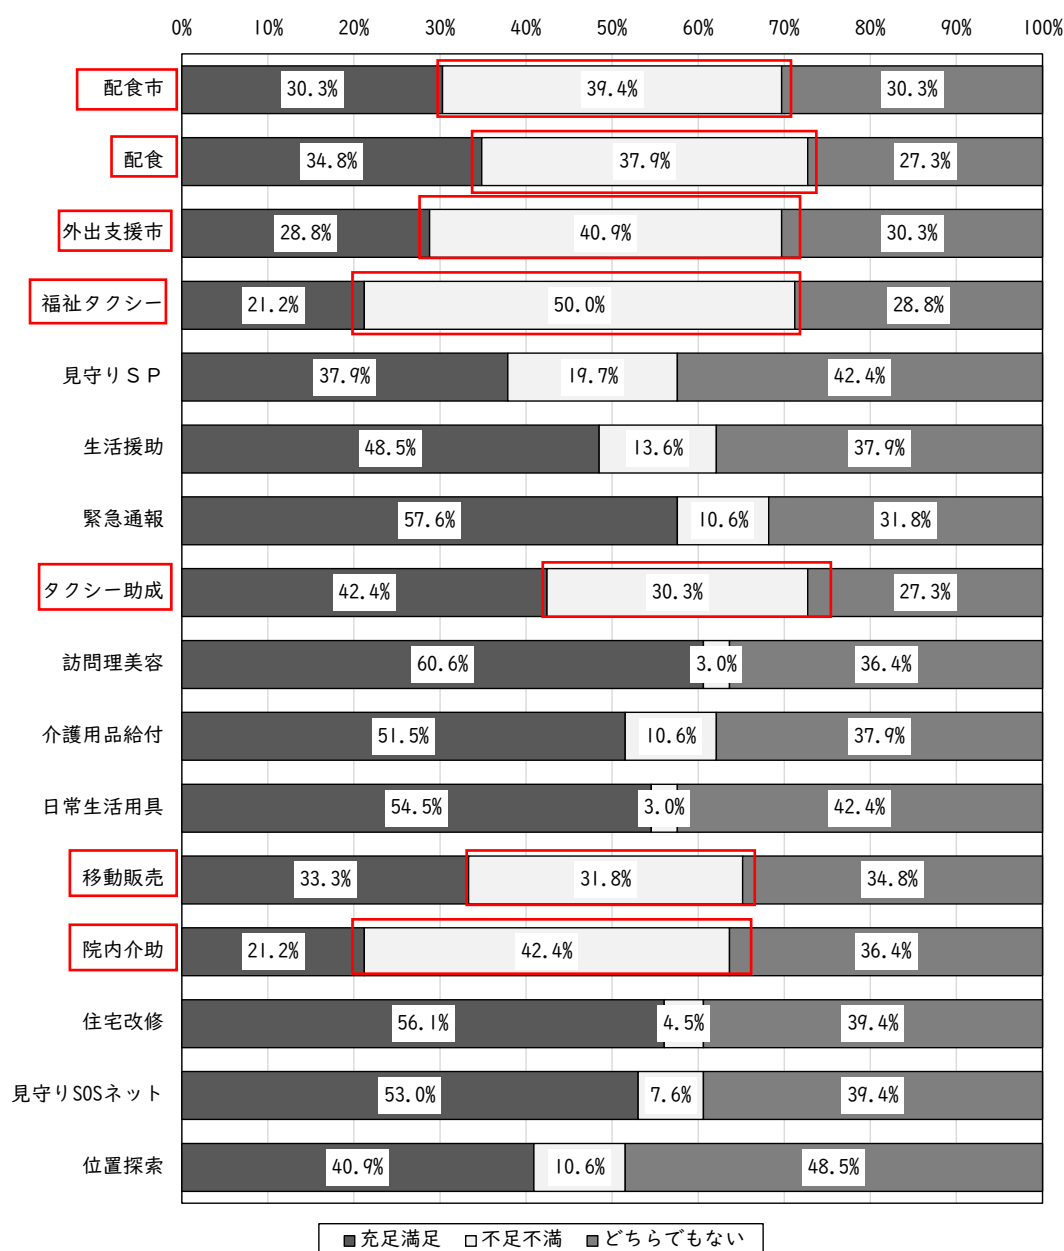 0% 10% 20% 30% 40% 50% 60% 70% 80% 90% 100%
配食市 30.3% 39.4% 30.3%
配食 34.8% 37.9% 27.3%
外出支援市 28.8% 40.9% 30.3%
福祉タクシー 21.2% 50.0% 28.8%
見守りＳＰ 37.9% 19.7% 42.4%
生活援助 48.5% 13.6% 37.9%
緊急通報 57.6% 10.6% 31.8%
タクシー助成 42.4% 30.3% 27.3%
訪問理美容 60.6% 3.0% 36.4%
介護用品給付 51.5% 10.6% 37.9%
日常生活用具 54.5% 3.0% 42.4%
移動販売 33.3% 31.8% 34.8%
院内介助 21.2% 42.4% 36.4%
住宅改修 56.1% 4.5% 39.4%
見守りSOSネット 53.0% 7.6% 39.4%
位置探索 40.9% 10.6% 48.5%
充足満足 不足不満 どちらでもない